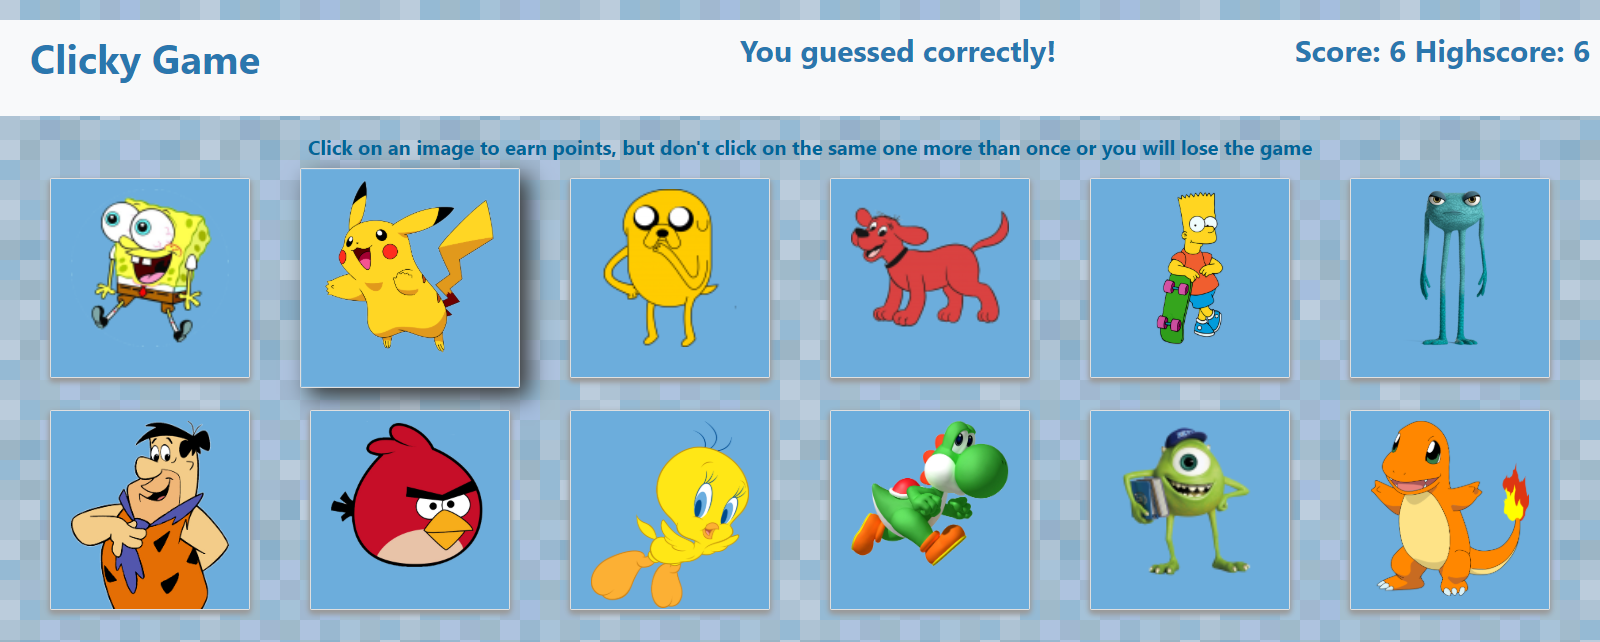 Clicky Game
You guessed correctly!
Score: 6 Highscore: 6
Click on an image to earn points, but don't click on the same one more than once or you will lose the game